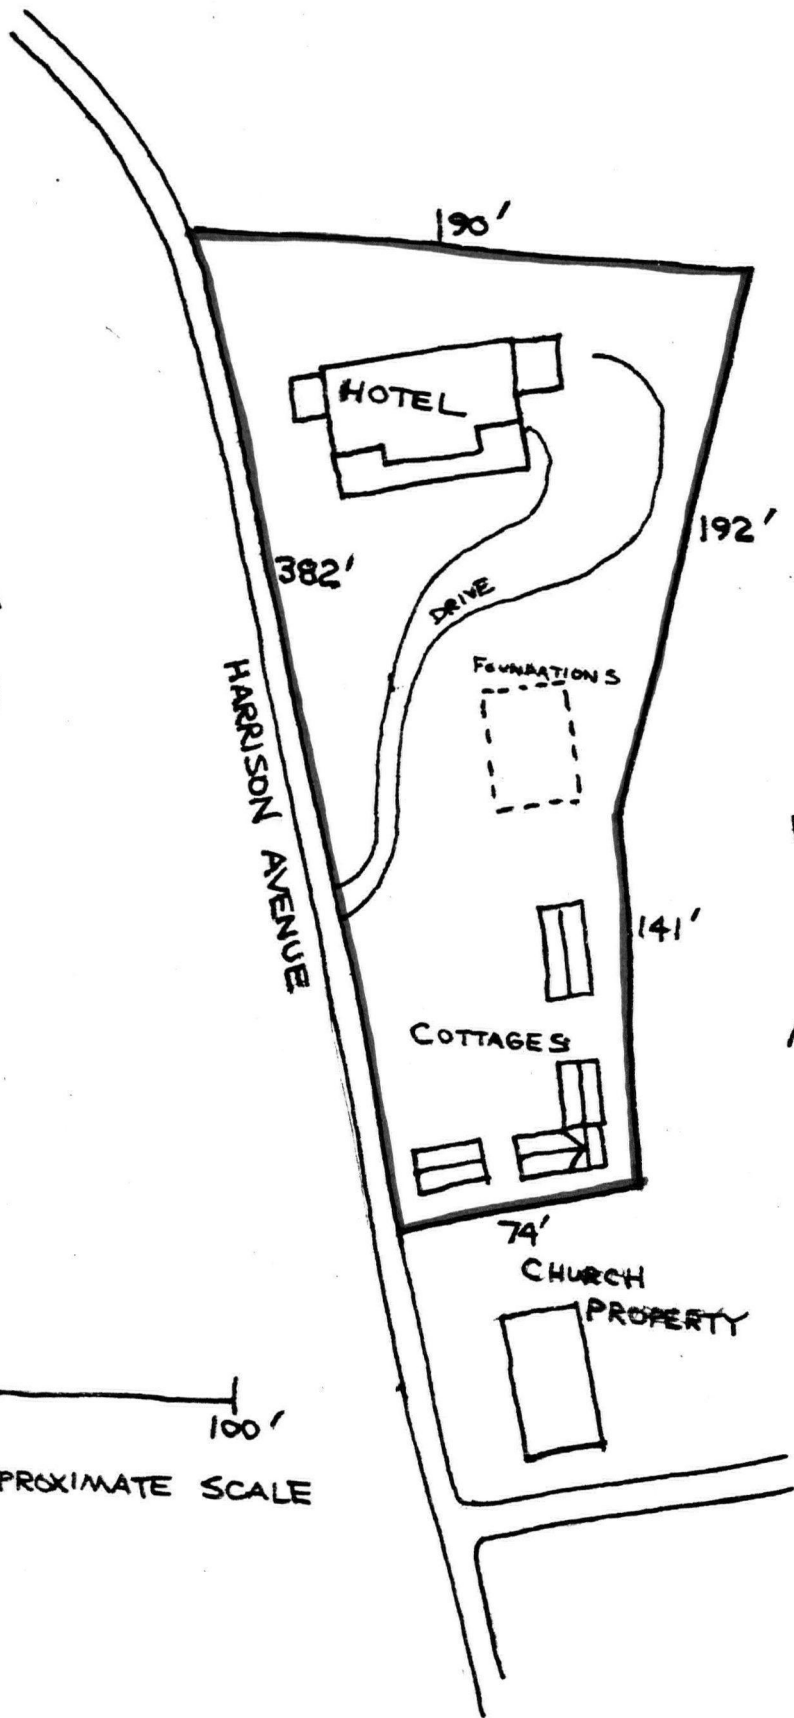 190'
HOTEL
192'
382'
DRIVE
FOUNDATIONS
HARRISON AVENUE
141'
COTTAGES
74'
CHURCH
PROPERTY
100'
PROXIMATE SCALE